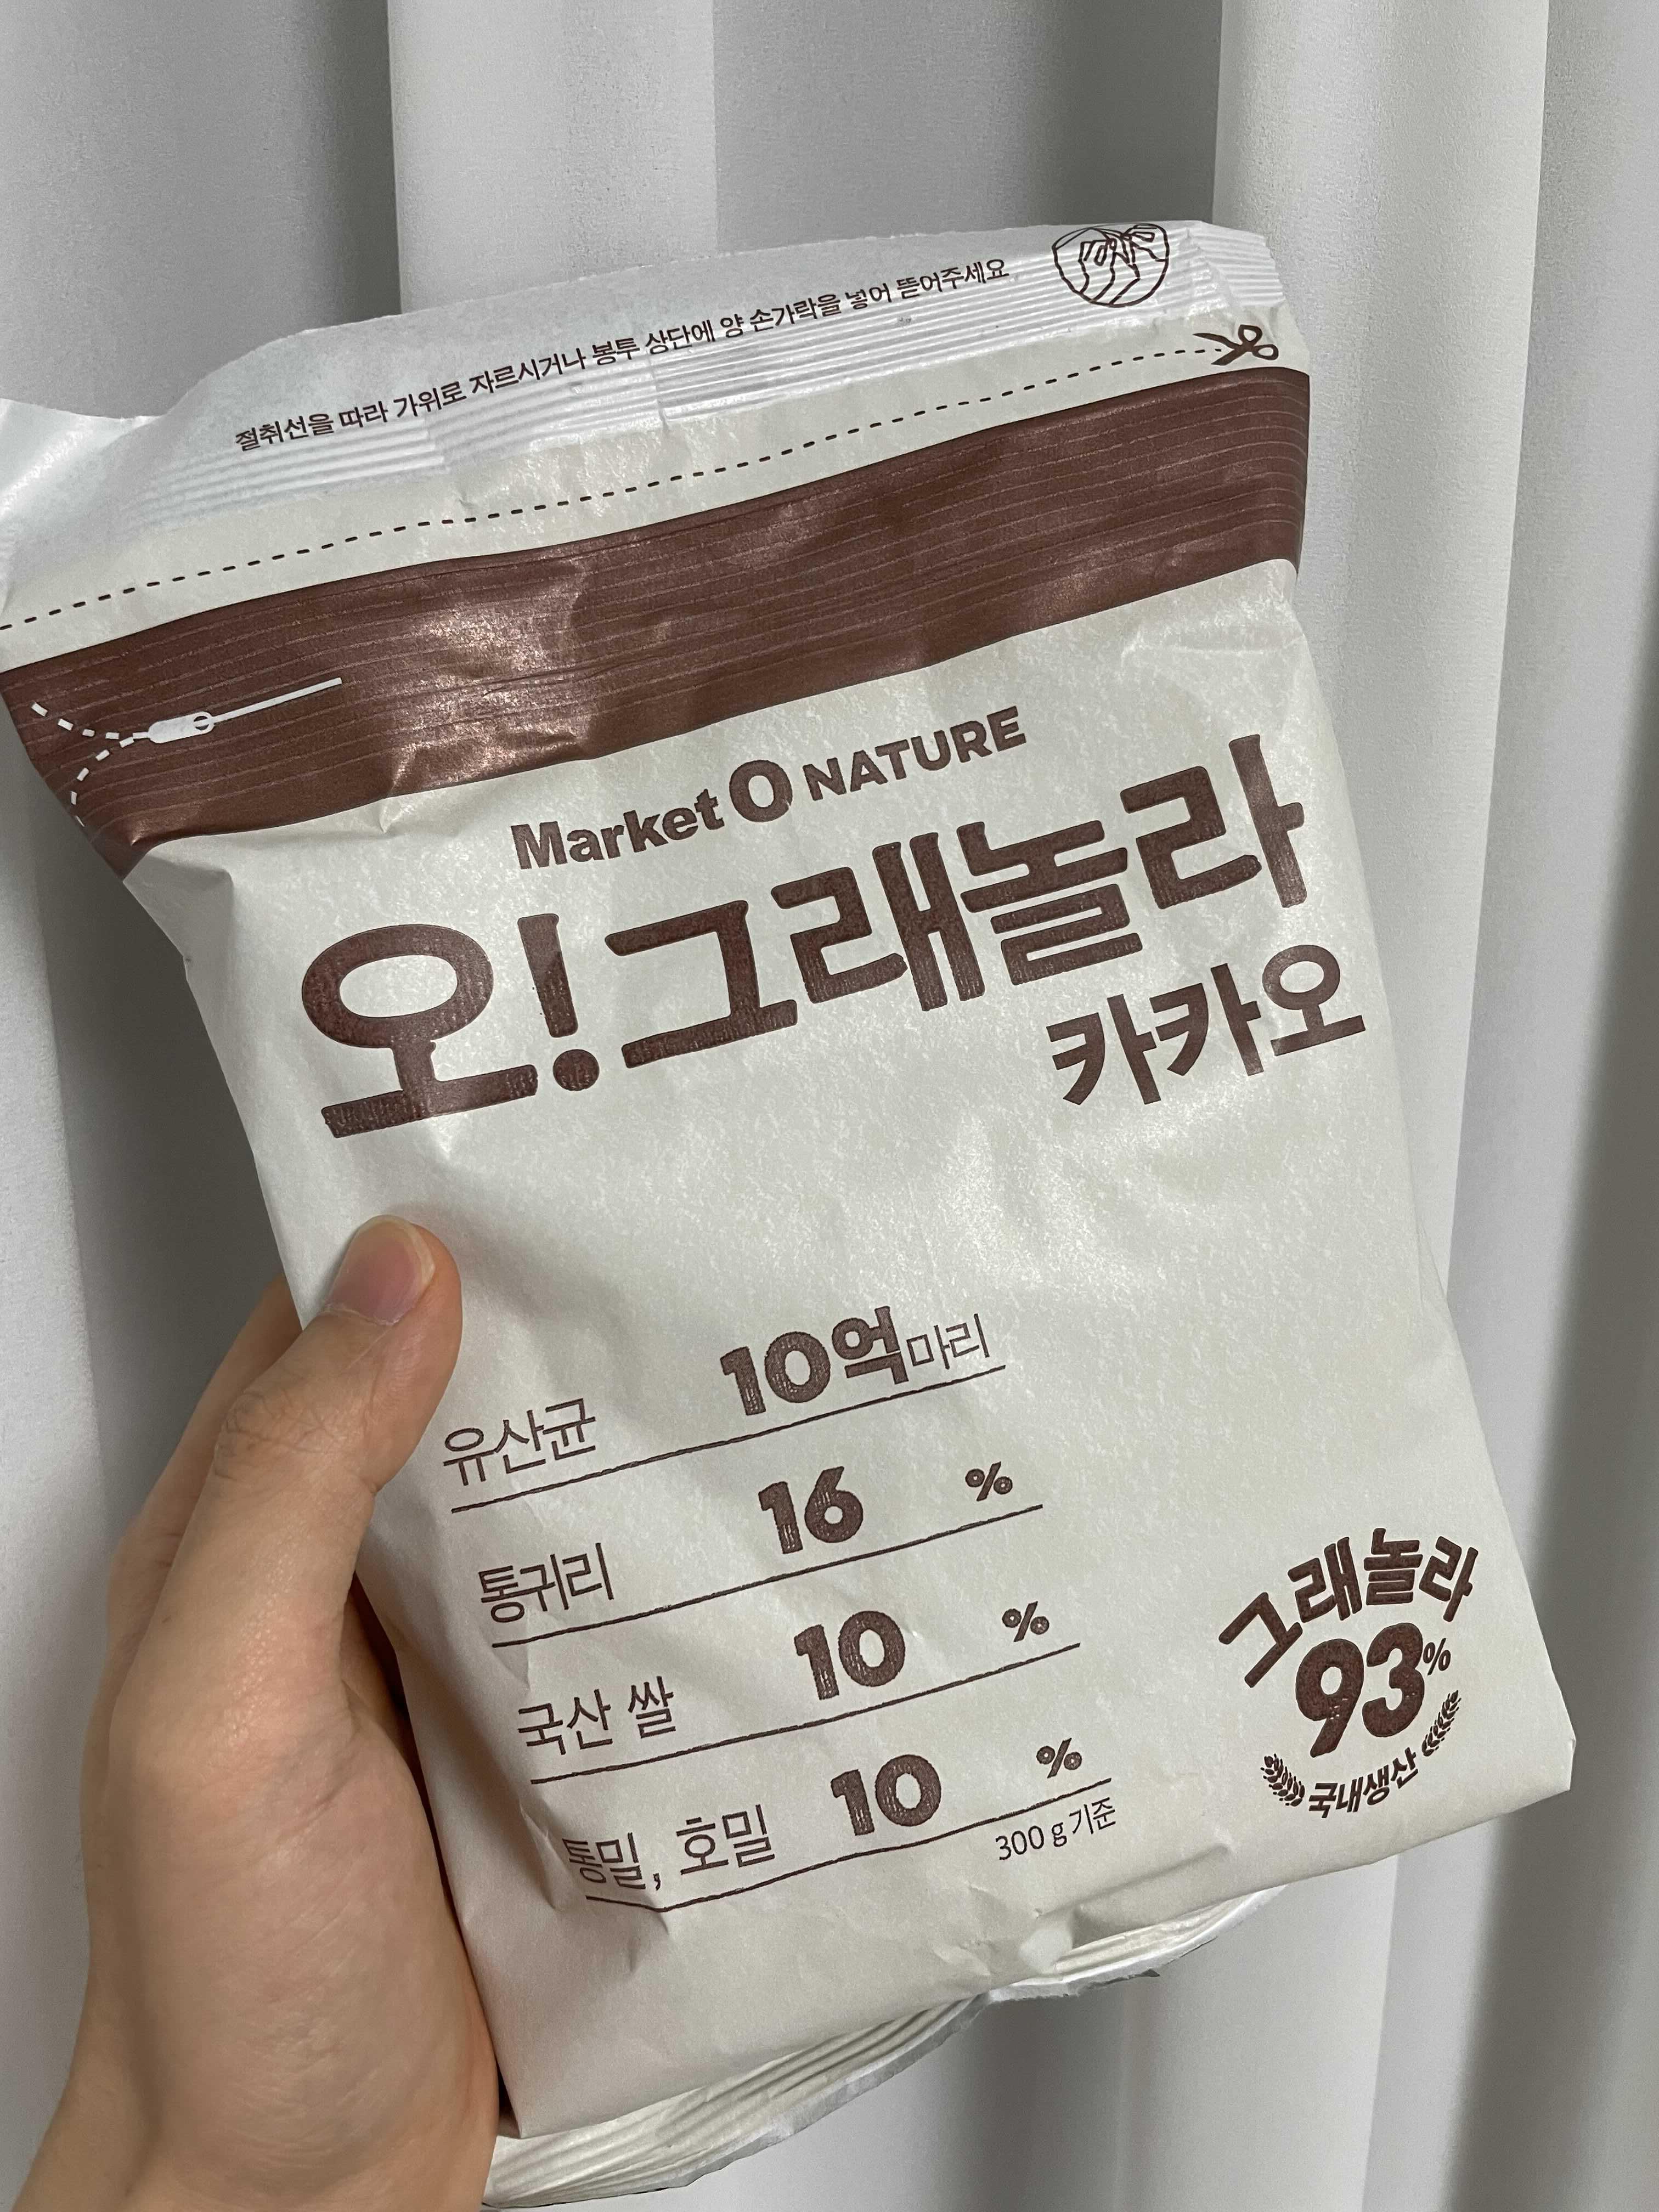 절취선을 따라 가위로 자르시거나 봉투 상단에 양 손가락을 넣어 뜯어주세요
Market O NATURE
오!그래놀라
카카오
유산균 10억마리
통귀리 16 %
국산 쌀 10 %
통밀, 호밀 10 %
300 g 기준
그래놀라
93%
국내생산